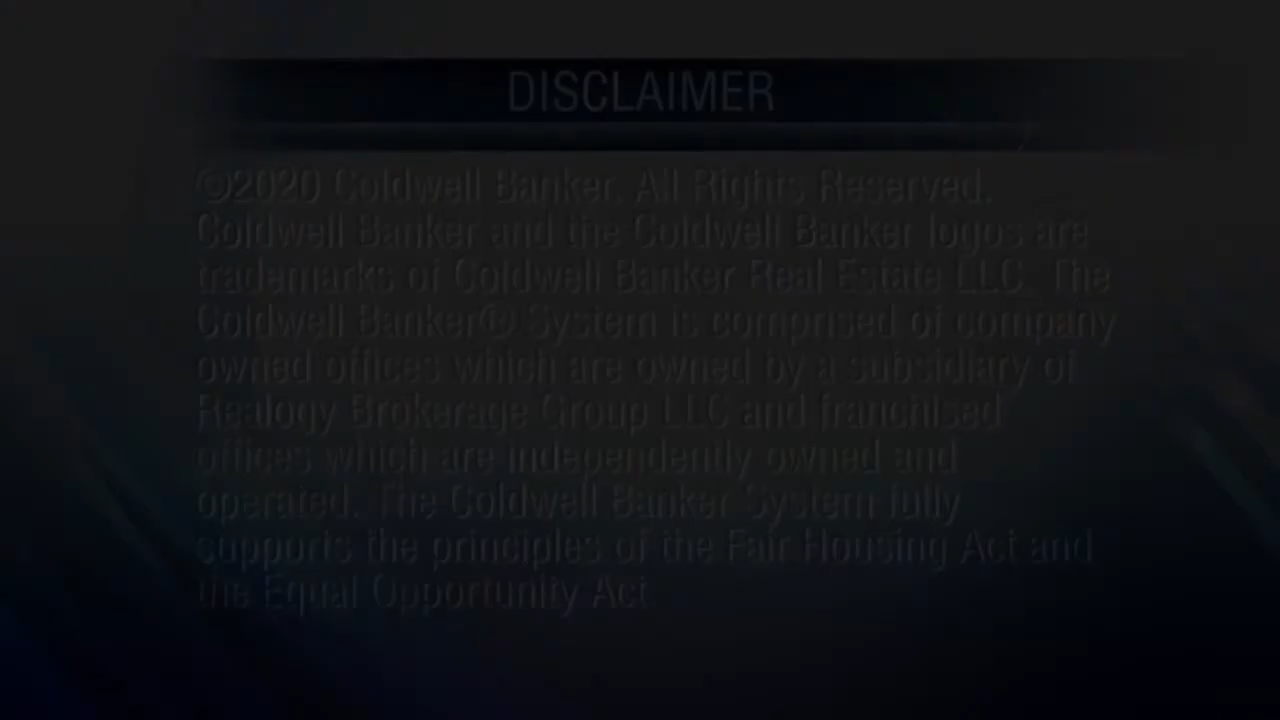 DISCLAIMER
©2020 Coldwell Banker. All Rights Reserved.
Coldwell Banker and the Coldwell Banker logos are
trademarks of Coldwell Banker Real Estate LLC. The
Coldwell Banker® System is comprised of company
owned offices which are owned by a subsidiary of
Realogy Brokerage Group LLC and franchised
offices which are independently owned and
operated. The Coldwell Banker System fully
supports the principles of the Fair Housing Act and
the Equal Opportunity Act.